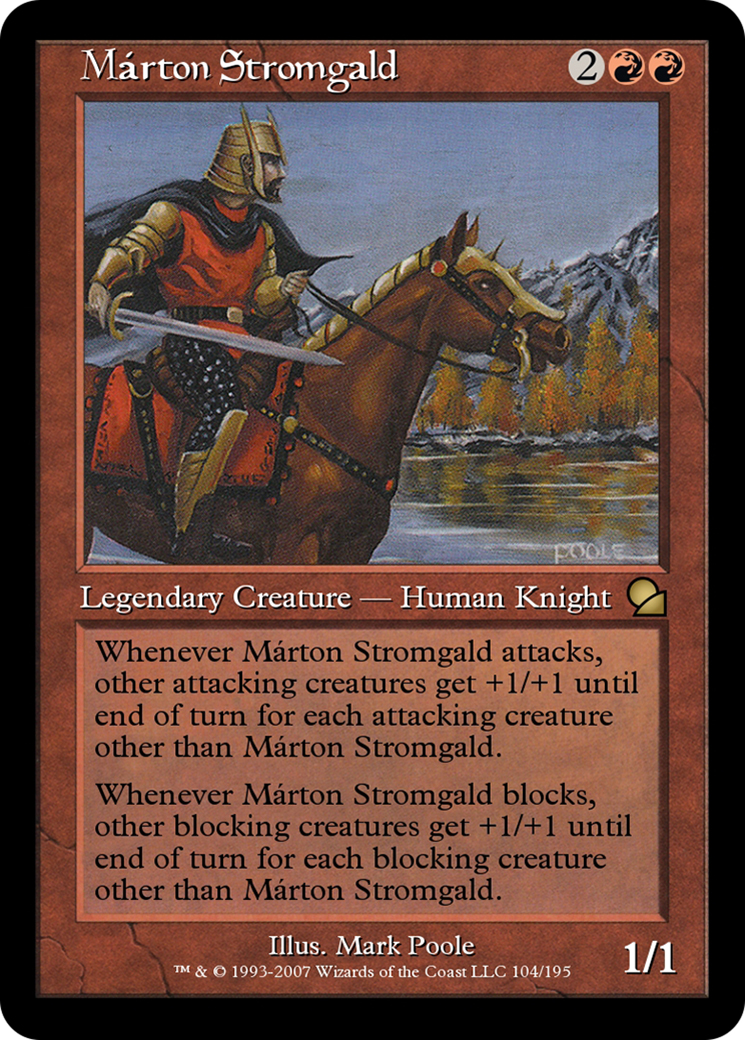 Márton Stromgald 2
POOLE
Legendary Creature — Human Knight
Whenever Márton Stromgald attacks,
other attacking creatures get +1/+1 until
end of turn for each attacking creature
other than Márton Stromgald.
Whenever Márton Stromgald blocks,
other blocking creatures get +1/+1 until
end of turn for each blocking creature
other than Márton Stromgald.
Illus. Mark Poole
™ & © 1993-2007 Wizards of the Coast LLC 104/195
1/1